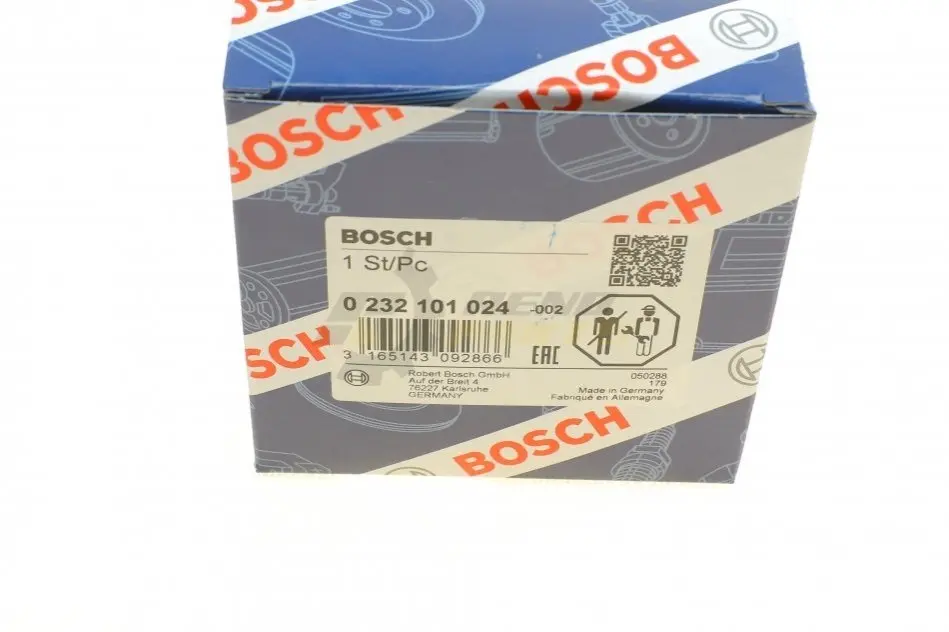 BOSCH
BOSCH
BOSCH
BOSCH
1 St/Pc
0 232 101 024 -002
3 165143 092866
EAC
Robert Bosch GmbH
Auf der Breit 4
76227 Karlsruhe
GERMANY
050288
179
Made in Germany
Fabriqué en Allemagne
SCH
BOSCH